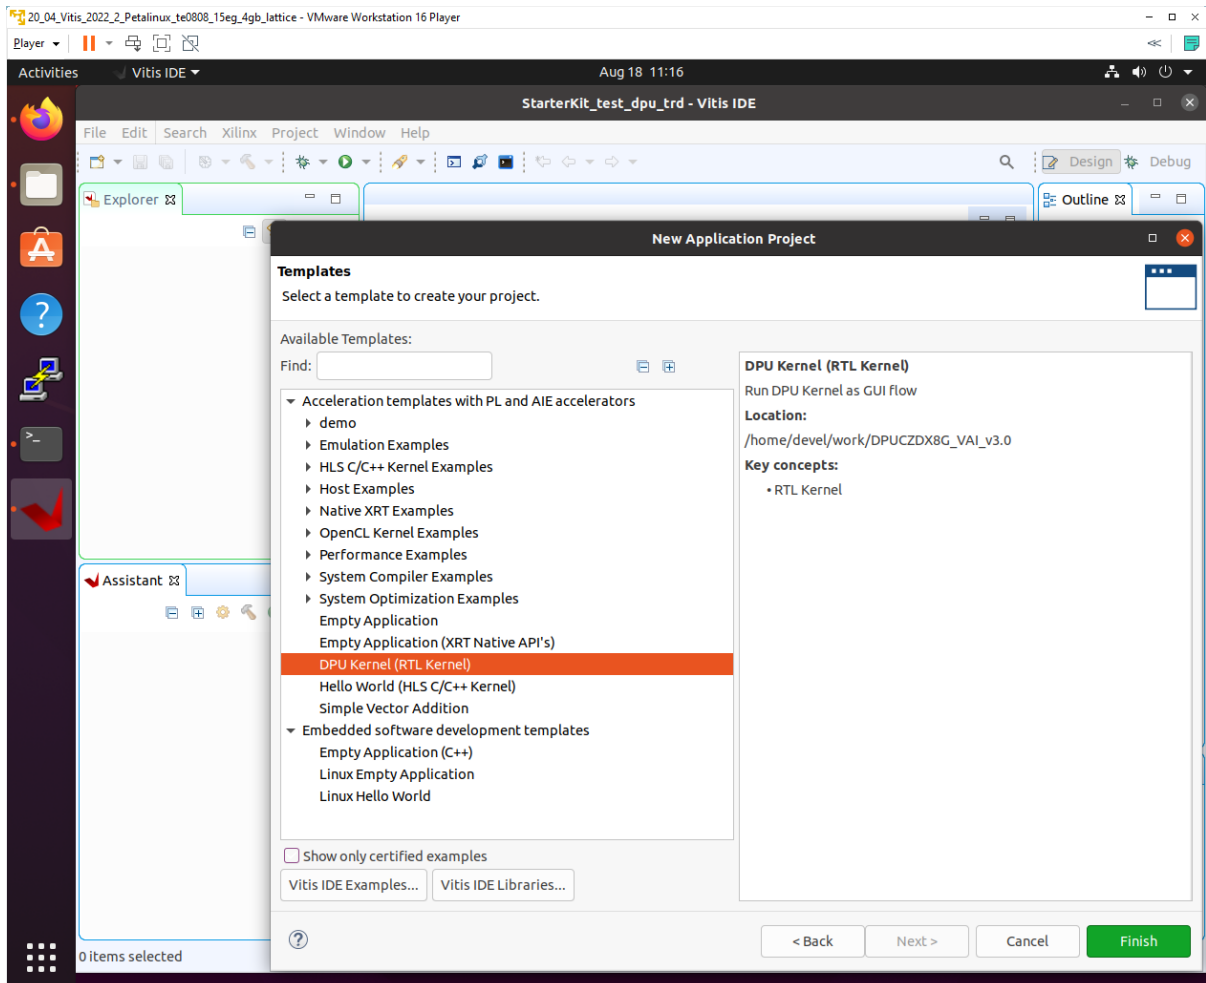 20_04_Vitis_2022_2_Petalinux_te0808_15eg_4gb_lattice - VMware Workstation 16 Player
Player
Activities Vitis IDE Aug 18 11:16
StarterKit_test_dpu_trd - Vitis IDE
File Edit Search Xilinx Project Window Help
Design Debug
Explorer Outline
New Application Project
Templates
Select a template to create your project.
Available Templates:
Find:
Acceleration templates with PL and AIE accelerators
demo
Emulation Examples
HLS C/C++ Kernel Examples
Host Examples
Native XRT Examples
OpenCL Kernel Examples
Performance Examples
System Compiler Examples
System Optimization Examples
Empty Application
Empty Application (XRT Native API's)
DPU Kernel (RTL Kernel)
Hello World (HLS C/C++ Kernel)
Simple Vector Addition
Embedded software development templates
Empty Application (C++)
Linux Empty Application
Linux Hello World
DPU Kernel (RTL Kernel)
Run DPU Kernel as GUI flow
Location:
/home/devel/work/DPUCZDX8G_VAI_v3.0
Key concepts:
• RTL Kernel
Show only certified examples
Vitis IDE Examples... Vitis IDE Libraries...
< Back Next > Cancel Finish
Assistant
0 items selected